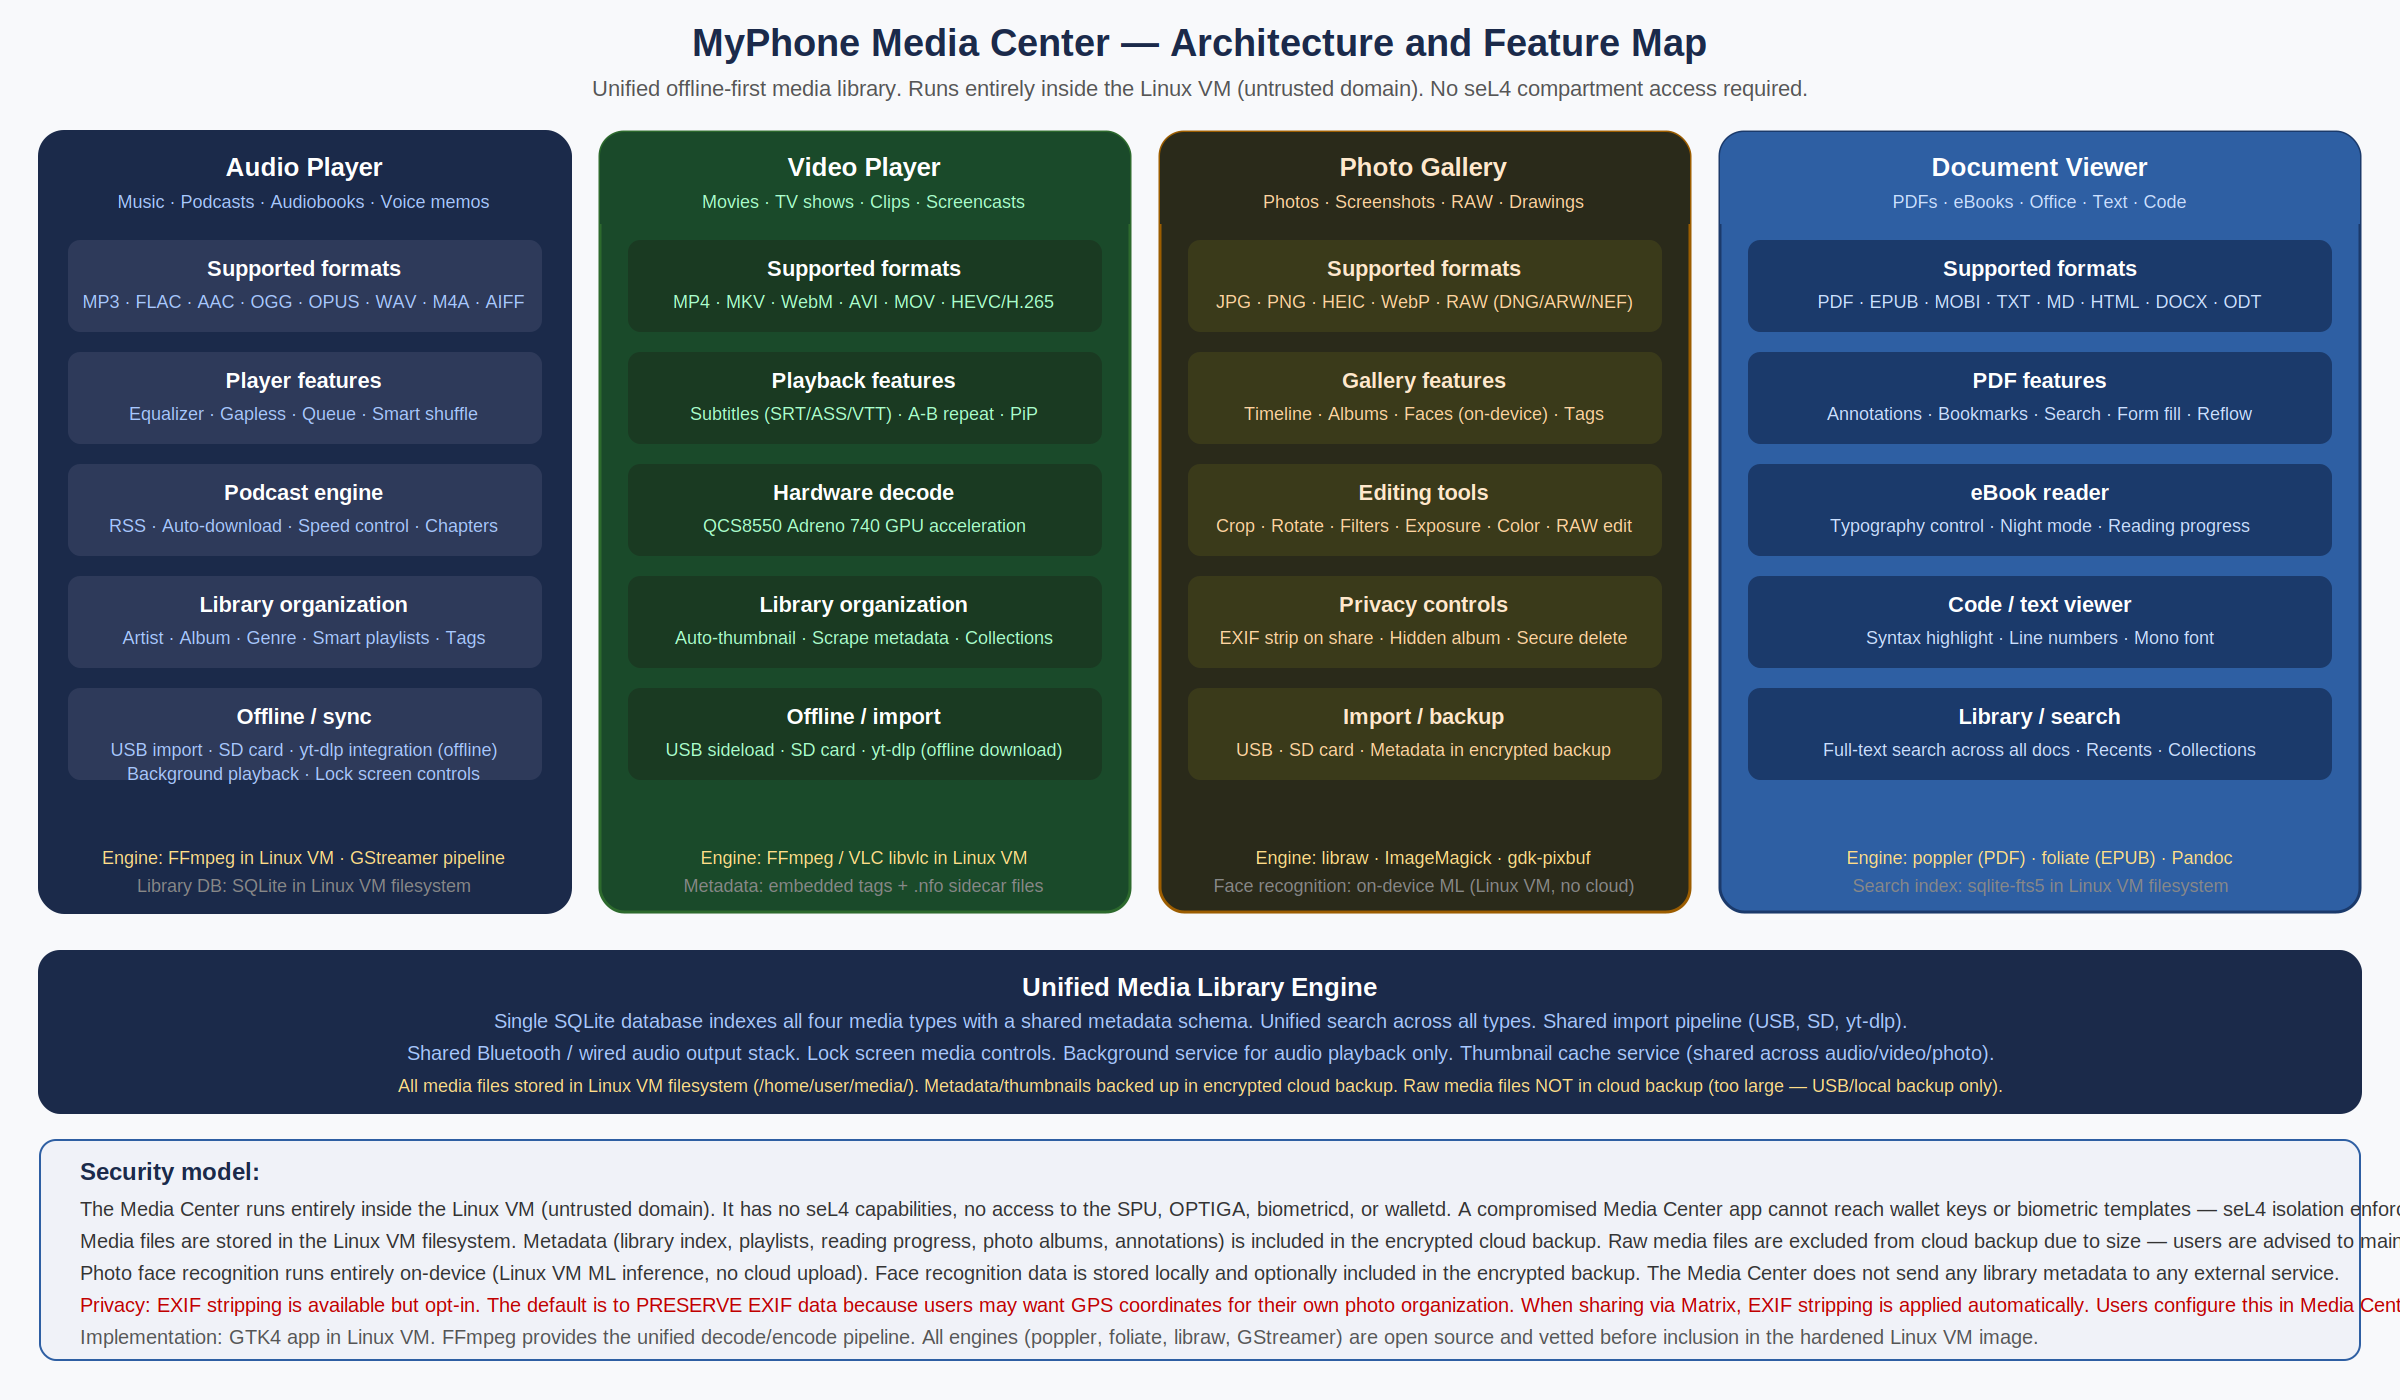 MyPhone Media Center — Architecture and Feature Map
Unified offline-first media library. Runs entirely inside the Linux VM (untrusted domain). No seL4 compartment access required.
Audio Player
Music · Podcasts · Audiobooks · Voice memos
Supported formats
MP3 · FLAC · AAC · OGG · OPUS · WAV · M4A · AIFF
Player features
Equalizer · Gapless · Queue · Smart shuffle
Podcast engine
RSS · Auto-download · Speed control · Chapters
Library organization
Artist · Album · Genre · Smart playlists · Tags
Offline / sync
USB import · SD card · yt-dlp integration (offline)
Background playback · Lock screen controls
Engine: FFmpeg in Linux VM · GStreamer pipeline
Library DB: SQLite in Linux VM filesystem
Video Player
Movies · TV shows · Clips · Screencasts
Supported formats
MP4 · MKV · WebM · AVI · MOV · HEVC/H.265
Playback features
Subtitles (SRT/ASS/VTT) · A-B repeat · PiP
Hardware decode
QCS8550 Adreno 740 GPU acceleration
Library organization
Auto-thumbnail · Scrape metadata · Collections
Offline / import
USB sideload · SD card · yt-dlp (offline download)
Engine: FFmpeg / VLC libvlc in Linux VM
Metadata: embedded tags + .nfo sidecar files
Photo Gallery
Photos · Screenshots · RAW · Drawings
Supported formats
JPG · PNG · HEIC · WebP · RAW (DNG/ARW/NEF)
Gallery features
Timeline · Albums · Faces (on-device) · Tags
Editing tools
Crop · Rotate · Filters · Exposure · Color · RAW edit
Privacy controls
EXIF strip on share · Hidden album · Secure delete
Import / backup
USB · SD card · Metadata in encrypted backup
Engine: libraw · ImageMagick · gdk-pixbuf
Face recognition: on-device ML (Linux VM, no cloud)
Document Viewer
PDFs · eBooks · Office · Text · Code
Supported formats
PDF · EPUB · MOBI · TXT · MD · HTML · DOCX · ODT
PDF features
Annotations · Bookmarks · Search · Form fill · Reflow
eBook reader
Typography control · Night mode · Reading progress
Code / text viewer
Syntax highlight · Line numbers · Mono font
Library / search
Full-text search across all docs · Recents · Collections
Engine: poppler (PDF) · foliate (EPUB) · Pandoc
Search index: sqlite-fts5 in Linux VM filesystem
Unified Media Library Engine
Single SQLite database indexes all four media types with a shared metadata schema. Unified search across all types. Shared import pipeline (USB, SD, yt-dlp).
Shared Bluetooth / wired audio output stack. Lock screen media controls. Background service for audio playback only. Thumbnail cache service (shared across audio/video/photo).
All media files stored in Linux VM filesystem (/home/user/media/). Metadata/thumbnails backed up in encrypted cloud backup. Raw media files NOT in cloud backup (too large — USB/local backup only).
Security model:
The Media Center runs entirely inside the Linux VM (untrusted domain). It has no seL4 capabilities, no access to the SPU, OPTIGA, biometricd, or walletd. A compromised Media Center app cannot reach wallet keys or biometric templates — seL4 isolation
Media files are stored in the Linux VM filesystem. Metadata (library index, playlists, reading progress, photo albums, annotations) is included in the encrypted cloud backup. Raw media files are excluded from cloud backup due to size — users are advised to
Photo face recognition runs entirely on-device (Linux VM ML inference, no cloud upload). Face recognition data is stored locally and optionally included in the encrypted backup. The Media Center does not send any library metadata to any external service.
Privacy: EXIF stripping is available but opt-in. The default is to PRESERVE EXIF data because users may want GPS coordinates for their own photo organization. When sharing via Matrix, EXIF stripping is applied automatically. Users configure this in Media
Implementation: GTK4 app in Linux VM. FFmpeg provides the unified decode/encode pipeline. All engines (poppler, foliate, libraw, GStreamer) are open source and vetted before inclusion in the hardened Linux VM image.